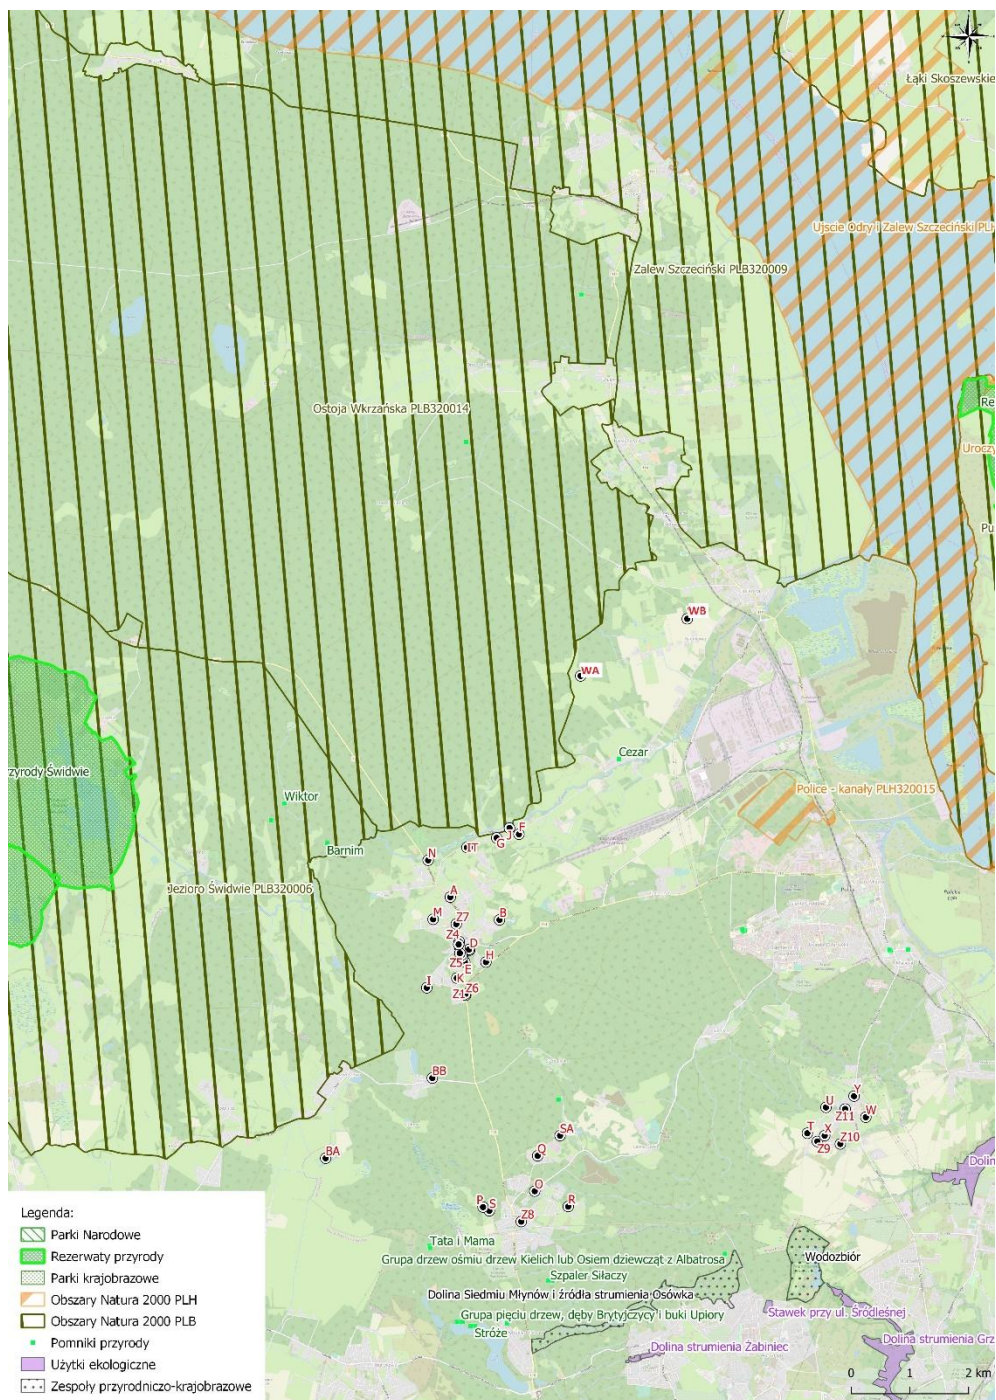 Łąki Skoszewskie
Ujście Odry i Zalew Szczeciński PLH
Zalew Szczeciński PLB320009
Ostoja Wkrzańska PLB320014
Re
Uroczy
Pu
WB
WA
Cezar
zyrody Świdwie
Wiktor
Police - kanały PLH320015
Barnim
F
J
G
IT
N
Jezioro Świdwie PLB320006
A
M
B
Z7
Z4
D
Z5
H
E
I
K
Z1
Z6
BB
Y
U
Z11
W
SA
T
X
Z10
Z9
Q
BA
Dolin
O
P
S
R
Z8
Legenda:
Parki Narodowe
Rezerwaty przyrody
Parki krajobrazowe
Obszary Natura 2000 PLH
Obszary Natura 2000 PLB
Pomniki przyrody
Użytki ekologiczne
Zespoły przyrodniczo-krajobrazowe
Tata i Mama
Grupa drzew ośmiu drzew Kielich lub Osiem dziewcząt z Albatrosa
Wodozbiór
Szpaler Siłaczy
Dolina Siedmiu Młynów i źródła strumienia Osówka
Grupa pięciu drzew, dęby Brytyjczycy i buki Upiory
Stawek przy ul. Śródleśnej
Stróże
Dolina strumienia Żabiniec
Dolina strumienia Grz
0 1 2 km